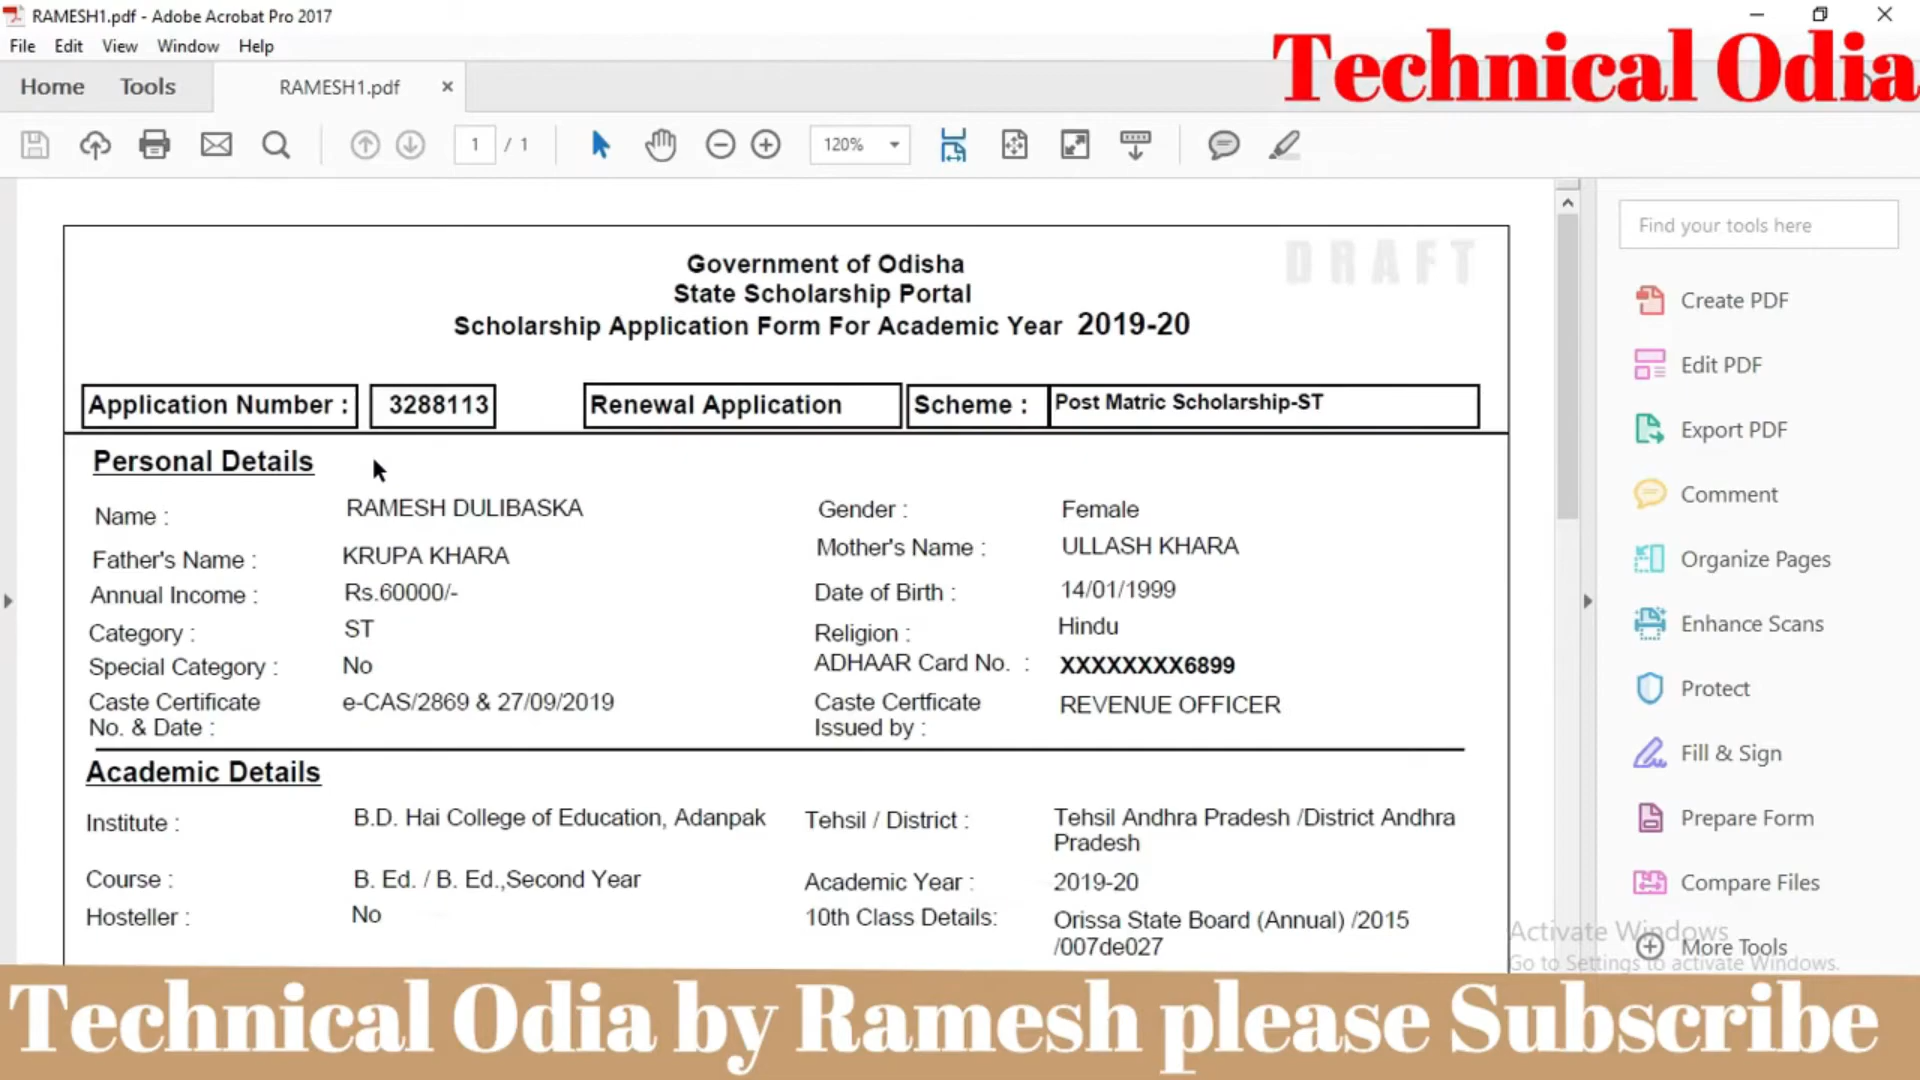 RAMESH1.pdf - Adobe Acrobat Pro 2017
File Edit View Window Help
Technical Odia
Home Tools RAMESH1.pdf ×
1 / 1 120%
Find your tools here
DRAFT
Government of Odisha
State Scholarship Portal
Scholarship Application Form For Academic Year 2019-20
Application Number : 3288113 Renewal Application Scheme : Post Matric Scholarship-ST
Personal Details
Name : RAMESH DULIBASKA Gender : Female
Father's Name : KRUPA KHARA Mother's Name : ULLASH KHARA
Annual Income : Rs.60000/- Date of Birth : 14/01/1999
Category : ST Religion : Hindu
Special Category : No ADHAAR Card No. : XXXXXXXX6899
Caste Certificate e-CAS/2869 & 27/09/2019 Caste Certficate REVENUE OFFICER
No. & Date : Issued by :
Academic Details
Institute : B.D. Hai College of Education, Adanpak Tehsil / District : Tehsil Andhra Pradesh /District Andhra
Pradesh
Course : B. Ed. / B. Ed.,Second Year Academic Year : 2019-20
Hosteller : No 10th Class Details: Orissa State Board (Annual) /2015
/007de027
Create PDF
Edit PDF
Export PDF
Comment
Organize Pages
Enhance Scans
Protect
Fill & Sign
Prepare Form
Compare Files
More Tools
Activate Windows
Go to Settings to activate Windows.
Technical Odia by Ramesh please Subscribe